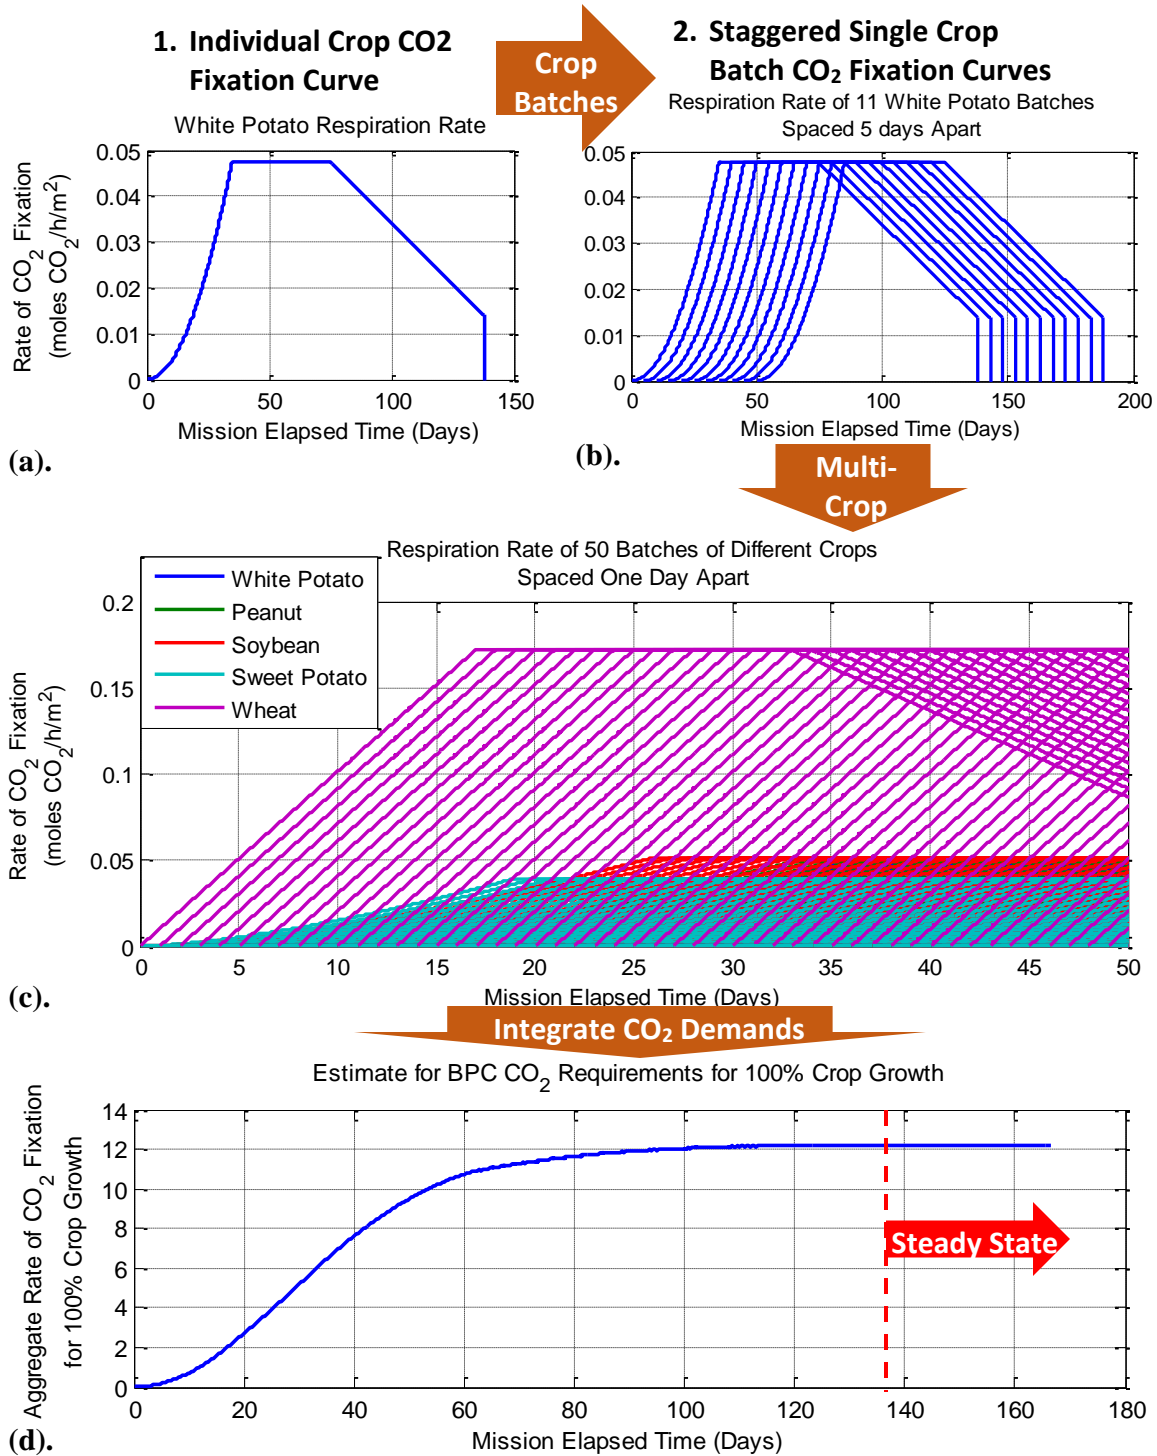 1. Individual Crop CO2
Fixation Curve
Crop
Batches
2. Staggered Single Crop
Batch CO2 Fixation Curves
White Potato Respiration Rate
Rate of CO2 Fixation
(moles CO2/h/m2)
0.05
0.04
0.03
0.02
0.01
0
0 50 100 150
Mission Elapsed Time (Days)
(a).
Respiration Rate of 11 White Potato Batches
Spaced 5 days Apart
0.05
0.04
0.03
0.02
0.01
0
0 50 100 150 200
Mission Elapsed Time (Days)
(b).
Multi-
Crop
Respiration Rate of 50 Batches of Different Crops
Spaced One Day Apart
White Potato
Peanut
Soybean
Sweet Potato
Wheat
Rate of CO2 Fixation
(moles CO2/h/m2)
0.2
0.15
0.1
0.05
0
0 5 10 15 20 25 30 35 40 45 50
Mission Elapsed Time (Days)
(c).
Integrate CO2 Demands
Estimate for BPC CO2 Requirements for 100% Crop Growth
Aggregate Rate of CO2 Fixation
for 100% Crop Growth
14
12
10
8
6
4
2
0
Steady State
0 20 40 60 80 100 120 140 160 180
Mission Elapsed Time (Days)
(d).